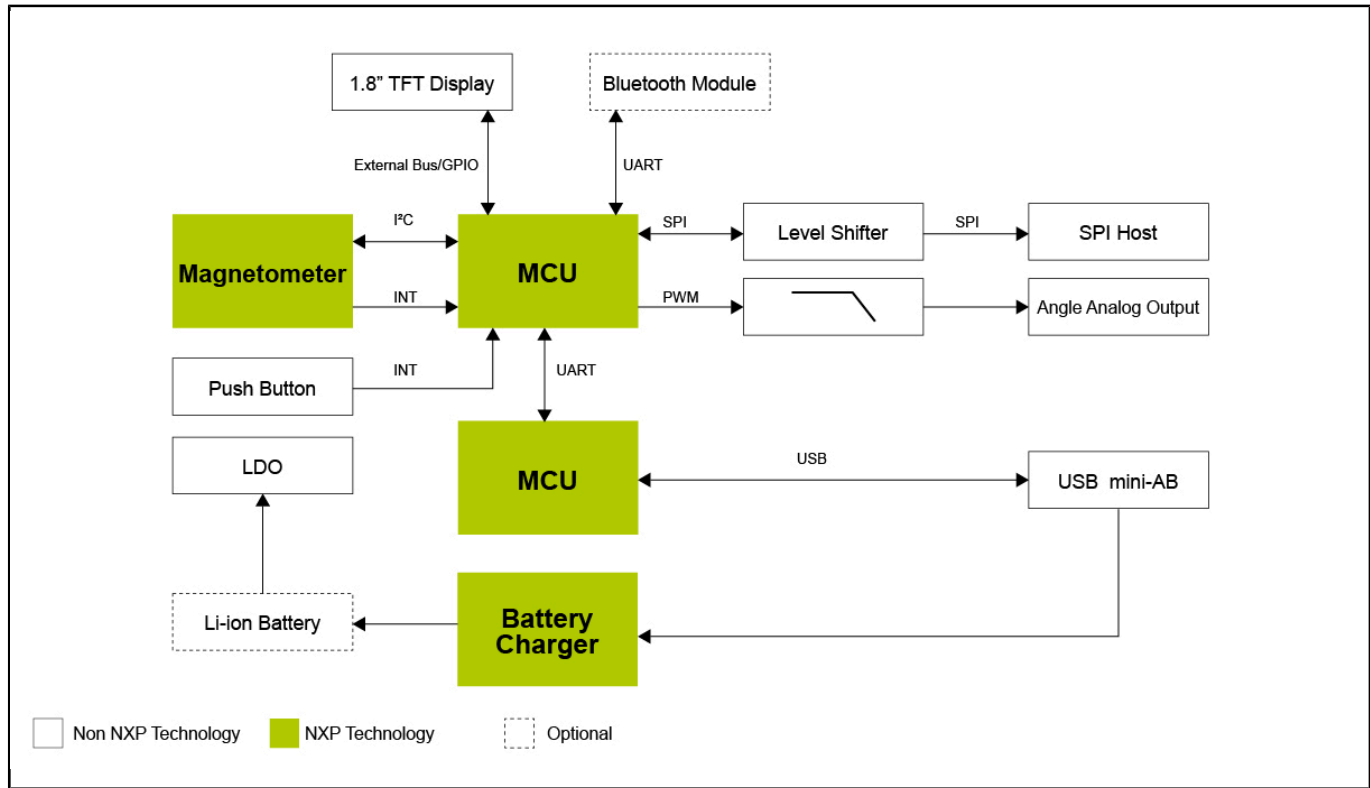 1.8” TFT Display
Bluetooth Module
External Bus/GPIO
UART
I²C
SPI
Level Shifter
SPI
SPI Host
Magnetometer
MCU
INT
PWM
Angle Analog Output
Push Button
INT
UART
LDO
MCU
USB
USB mini-AB
Li-ion Battery
Battery
Charger
Non NXP Technology
NXP Technology
Optional